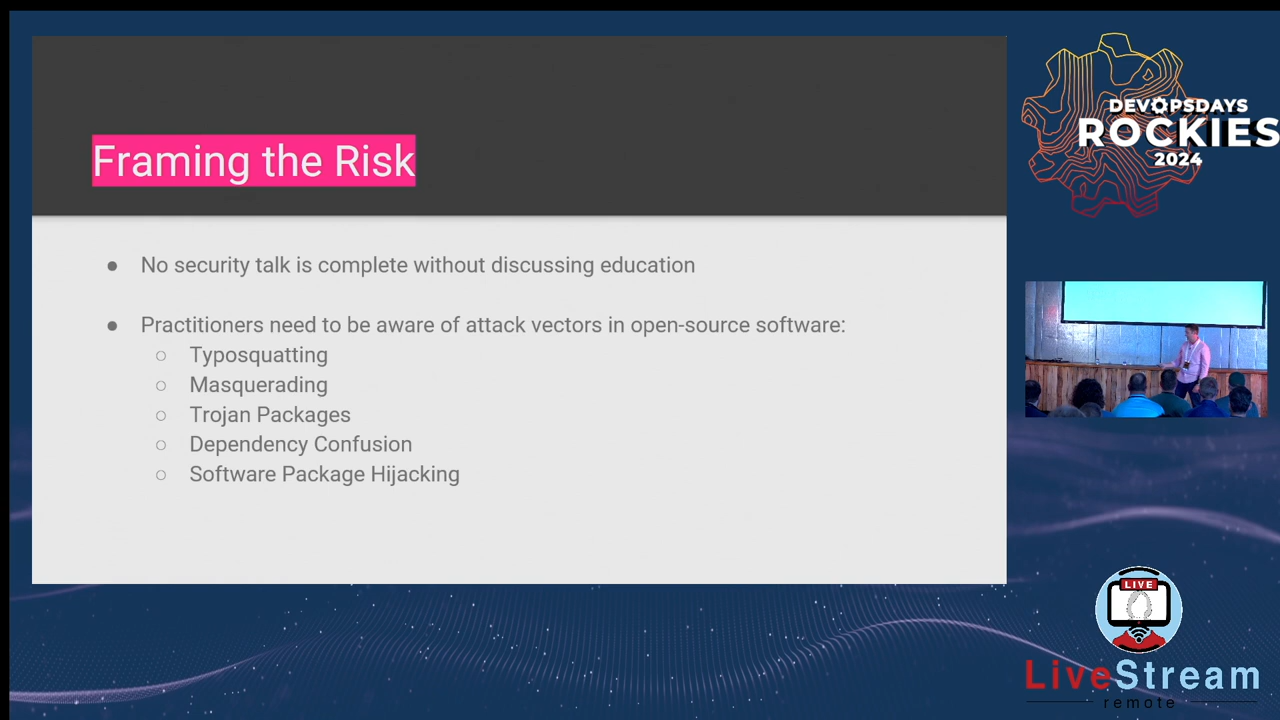 Framing the Risk
● No security talk is complete without discussing education
● Practitioners need to be aware of attack vectors in open-source software:
○ Typosquatting
○ Masquerading
○ Trojan Packages
○ Dependency Confusion
○ Software Package Hijacking
DEVOPSDAYS
ROCKIES
2024
LIVE
LiveStream
remote